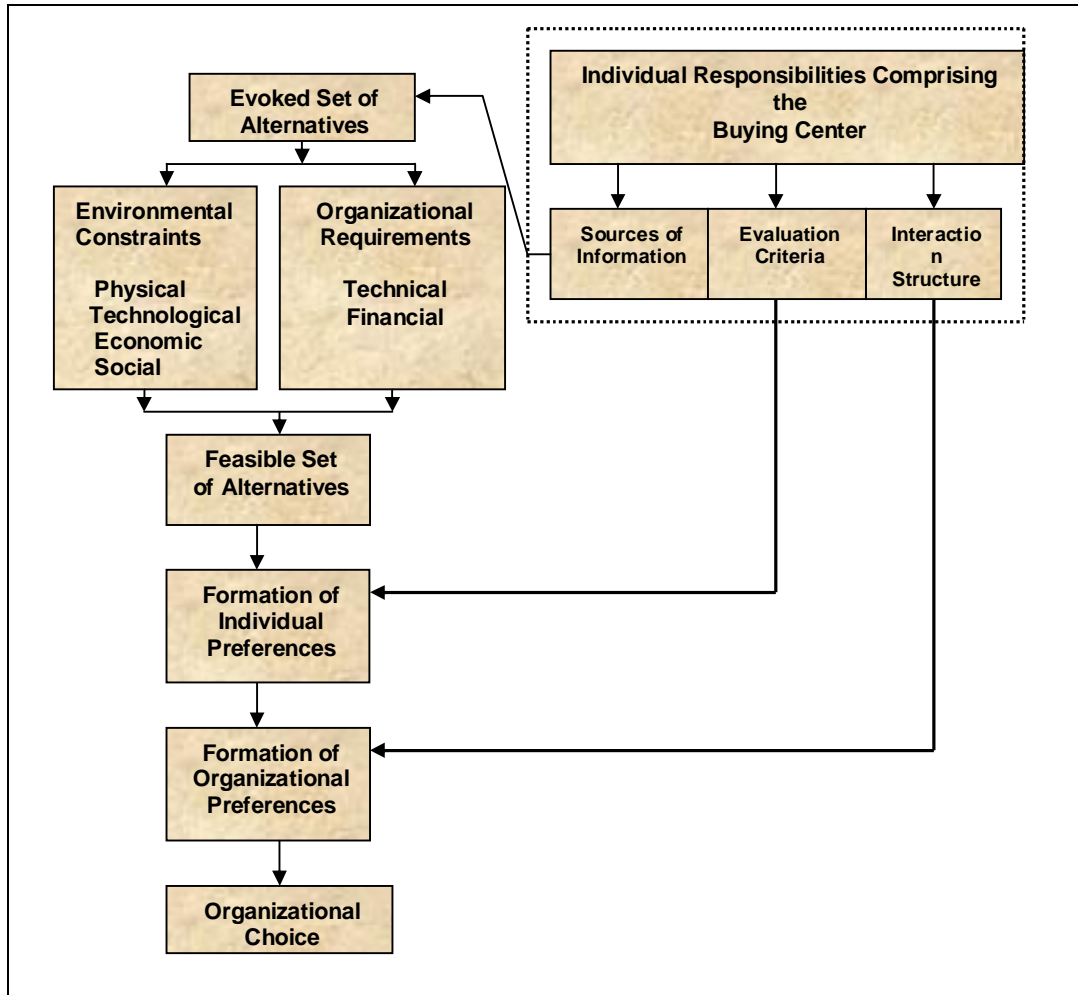 Evoked Set of
Alternatives
Individual Responsibilities Comprising
the
Buying Center
Environmental
Constraints
Physical
Technological
Economic
Social
Organizational
Requirements
Technical
Financial
Sources of
Information
Evaluation
Criteria
Interactio
n
Structure
Feasible Set
of Alternatives
Formation of
Individual
Preferences
Formation of
Organizational
Preferences
Organizational
Choice